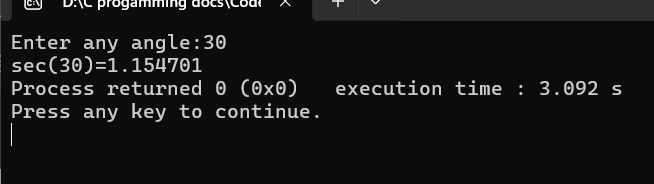 D:\C progamming docs\Code
Enter any angle:30
sec(30)=1.154701
Process returned 0 (0x0)   execution time : 3.092 s
Press any key to continue.